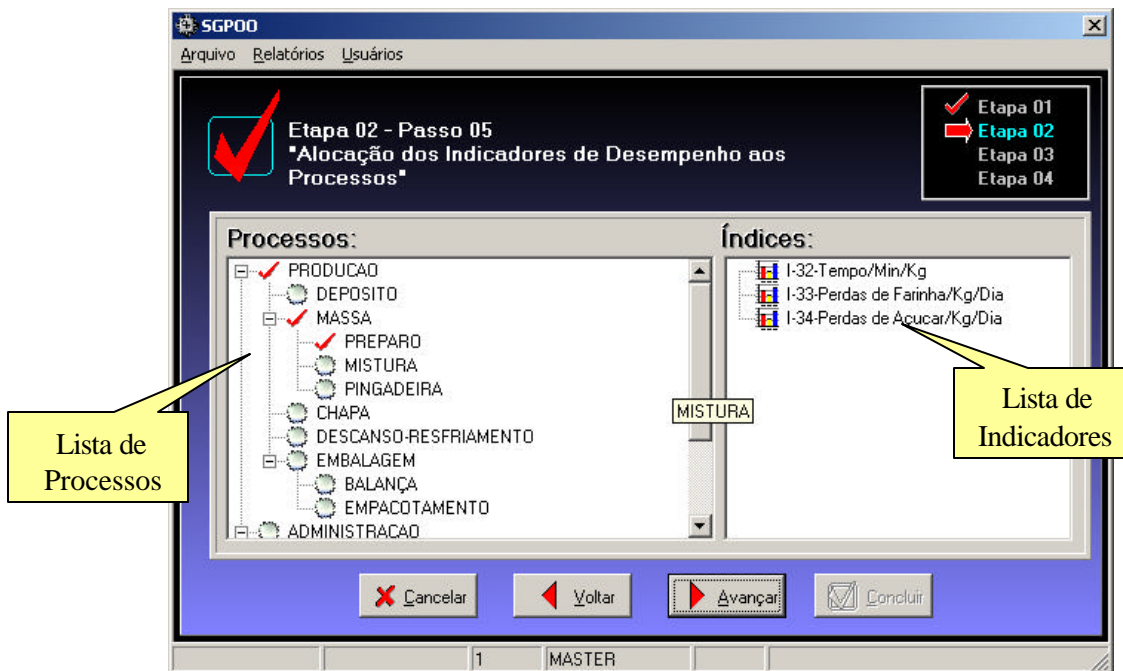 SGPOO
Arquivo Relatórios Usuários
Etapa 02 - Passo 05
"Alocação dos Indicadores de Desempenho aos
Processos"
Etapa 01
Etapa 02
Etapa 03
Etapa 04
Processos:
PRODUCAO
DEPOSITO
MASSA
PREPARO
MISTURA
PINGADEIRA
CHAPA
DESCANSO-RESFRIAMENTO
EMBALAGEM
BALANÇA
EMPACOTAMENTO
ADMINISTRACAO
MISTURA
Índices:
I-32-Tempo/Min/Kg
I-33-Perdas de Farinha/Kg/Dia
I-34-Perdas de Açucar/Kg/Dia
Lista de
Processos
Lista de
Indicadores
Cancelar
Voltar
Avançar
Concluir
1
MASTER